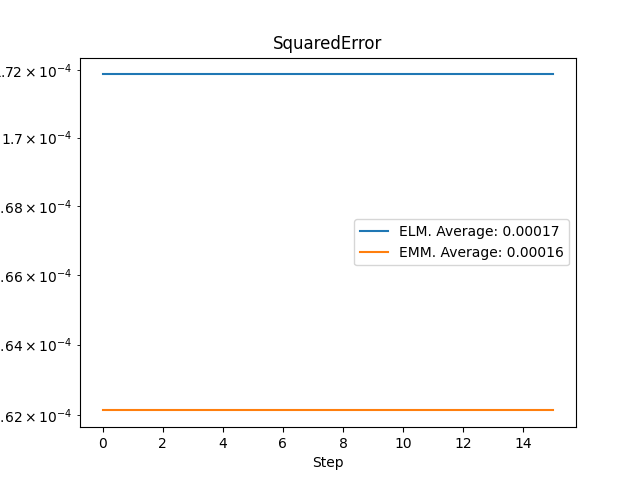 SquaredError
.72 × 10⁻⁴
1.7 × 10⁻⁴
.68 × 10⁻⁴
.66 × 10⁻⁴
.64 × 10⁻⁴
.62 × 10⁻⁴
ELM. Average: 0.00017
EMM. Average: 0.00016
0 2 4 6 8 10 12 14
Step